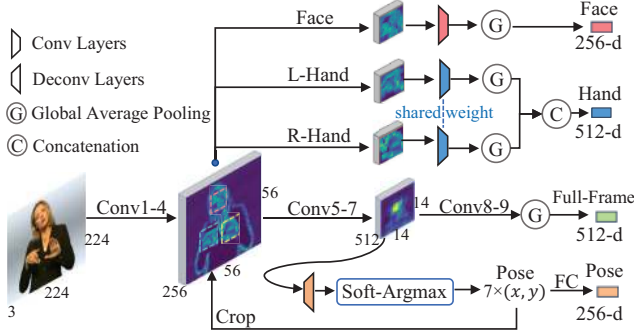 Conv Layers
Deconv Layers
G Global Average Pooling
C Concatenation
Face
G
Face
256-d
L-Hand
G
shared weight
C
Hand
512-d
R-Hand
G
Conv1-4
3
224
224
256
56
56
Conv5-7
512
14
14
Conv8-9
G
Full-Frame
512-d
Soft-Argmax
Pose
7×(x, y)
FC
Pose
256-d
Crop